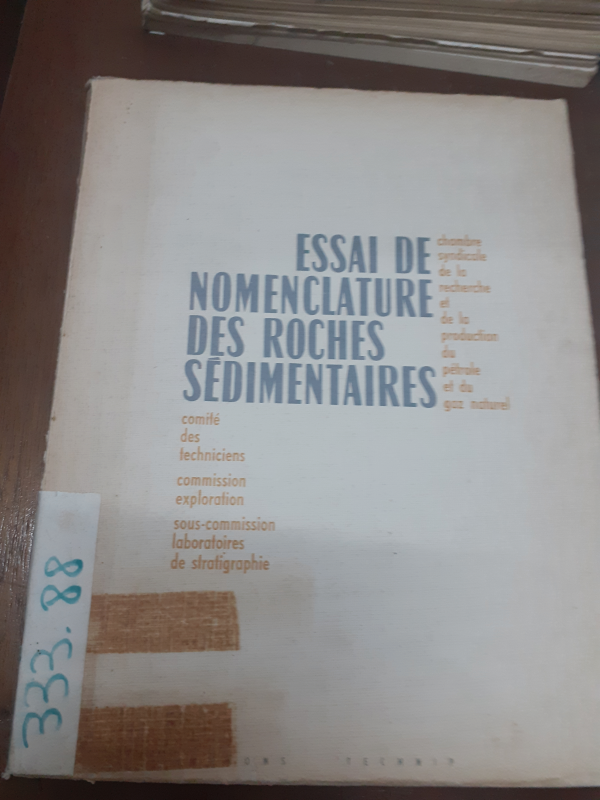 ESSAI DE
NOMENCLATURE
DES ROCHES
SÉDIMENTAIRES
chambre
syndicale
de la
recherche
et
de la
production
du
pétrole
et du
gaz naturel
comité
des
techniciens
commission
exploration
sous-commission
laboratoires
de stratigraphie
333.88
TECHNIP